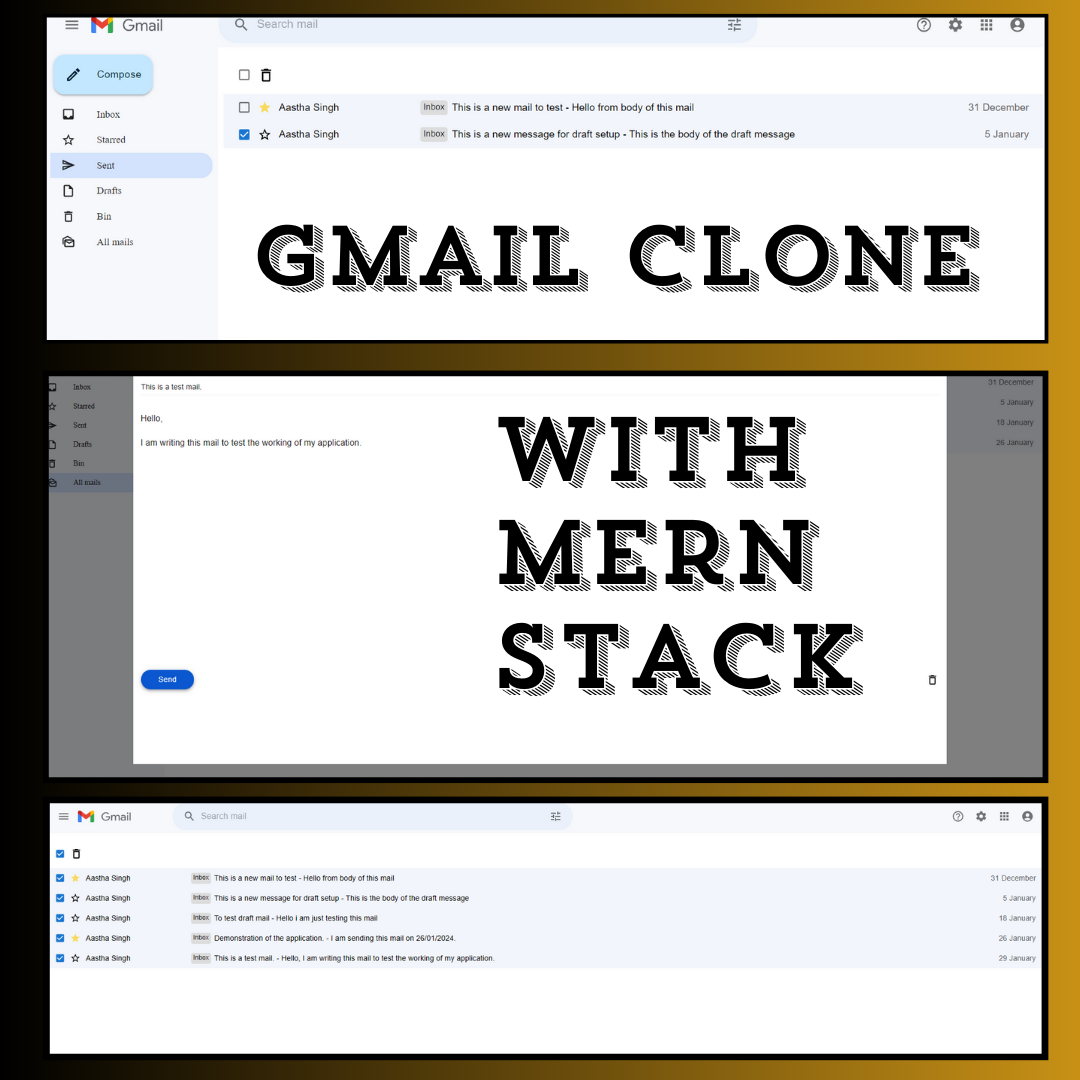 Gmail Search mail
Compose
Inbox
Starred
Sent
Drafts
Bin
All mails
Aastha Singh Inbox This is a new mail to test - Hello from body of this mail 31 December
Aastha Singh Inbox This is a new message for draft setup - This is the body of the draft message 5 January
GMAIL CLONE
Inbox
Starred
Sent
Drafts
Bin
All mails
This is a test mail.
Hello,
I am writing this mail to test the working of my application.
Send
31 December
5 January
18 January
26 January
WITH
MERN
STACK
Gmail Search mail
Aastha Singh Inbox This is a new mail to test - Hello from body of this mail 31 December
Aastha Singh Inbox This is a new message for draft setup - This is the body of the draft message 5 January
Aastha Singh Inbox To test draft mail - Hello i am just testing this mail 18 January
Aastha Singh Inbox Demonstration of the application. - I am sending this mail on 26/01/2024. 26 January
Aastha Singh Inbox This is a test mail. - Hello, I am writing this mail to test the working of my application. 29 January